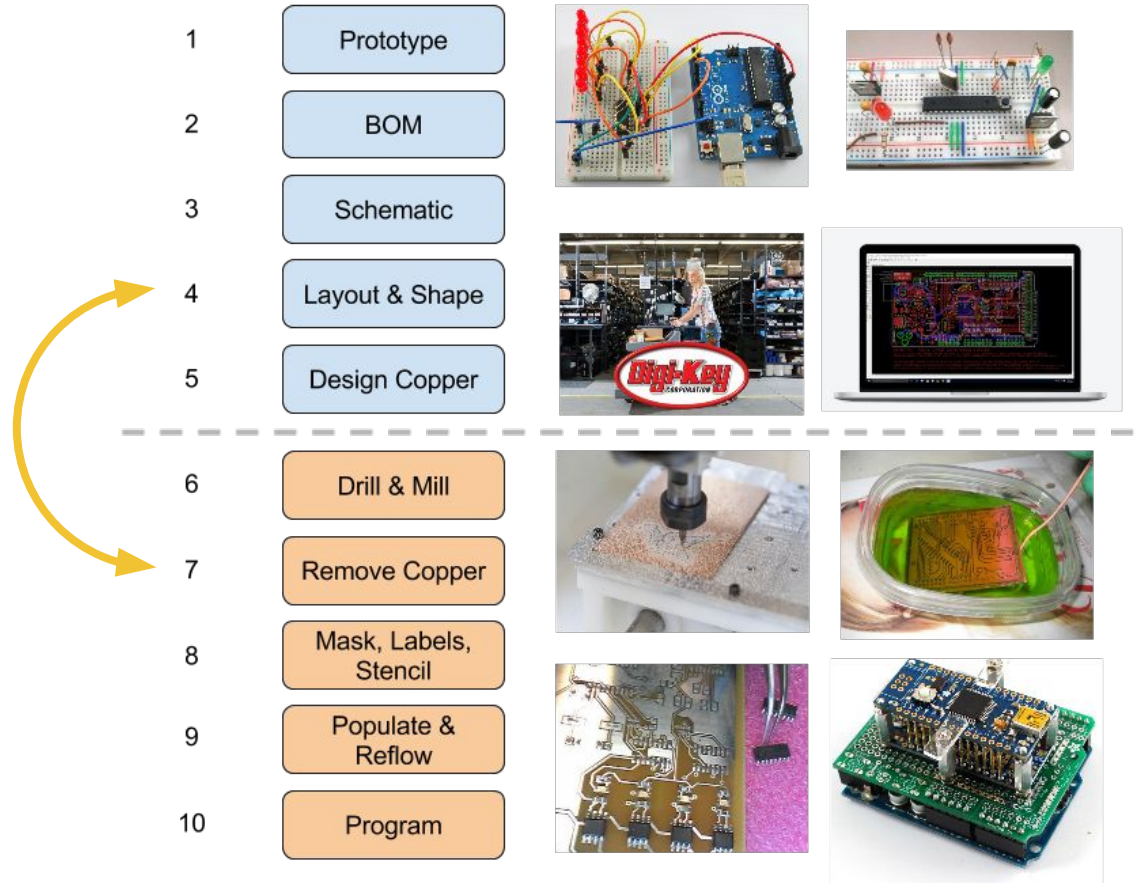 1
Prototype
2
BOM
3
Schematic
4
Layout & Shape
5
Design Copper
Digi-Key
CORPORATION
6
Drill & Mill
7
Remove Copper
8
Mask, Labels,
Stencil
9
Populate &
Reflow
10
Program